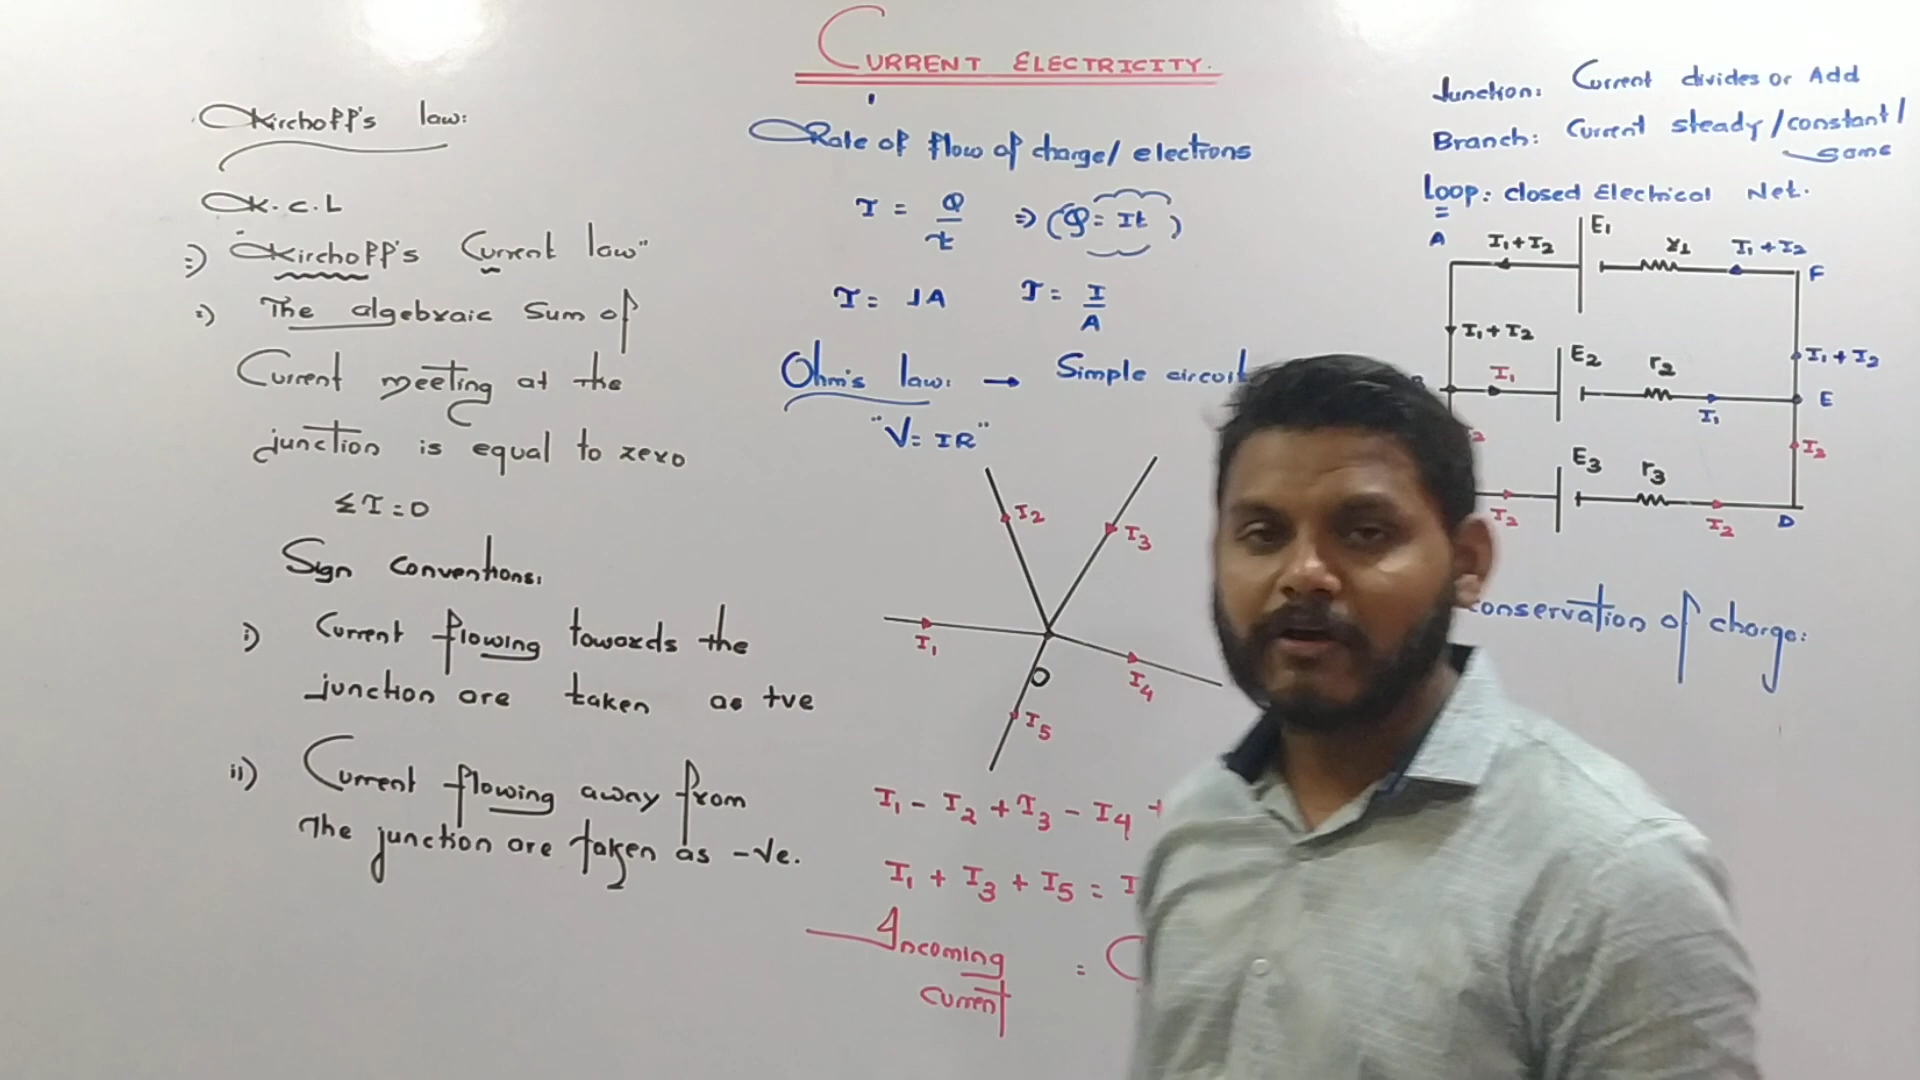 CURRENT ELECTRICITY.
Kirchoff's law:
K.C.L
=) Kirchoff's Current law"
=) The algebraic sum of
Current meeting at the
junction is equal to zero
ΣI = 0
Sign conventions:
i) Current flowing towards the
junction are taken as +ve
ii) Current flowing away from
The junction are taken as -ve.
Rate of flow of charge/ electrons
I = Q/t => (Q = It)
I = 1A
Ohm's law: → Simple circuit
"V = IR"
I2
I3
I1
O
I4
I5
I1 - I2 + I3 - I4 +
I1 + I3 + I5 = I
Incoming =
current
Junction: Current divides or Add
Branch: Current steady/constant/
same
Loop: closed Electrical Net.
A I1+I2 E1 r1 I1+I2 F
I1+I2
I1+I2
I1 E2 r2 I1 E
I2
I2 E3 r3 I2 D
conservation of charge: